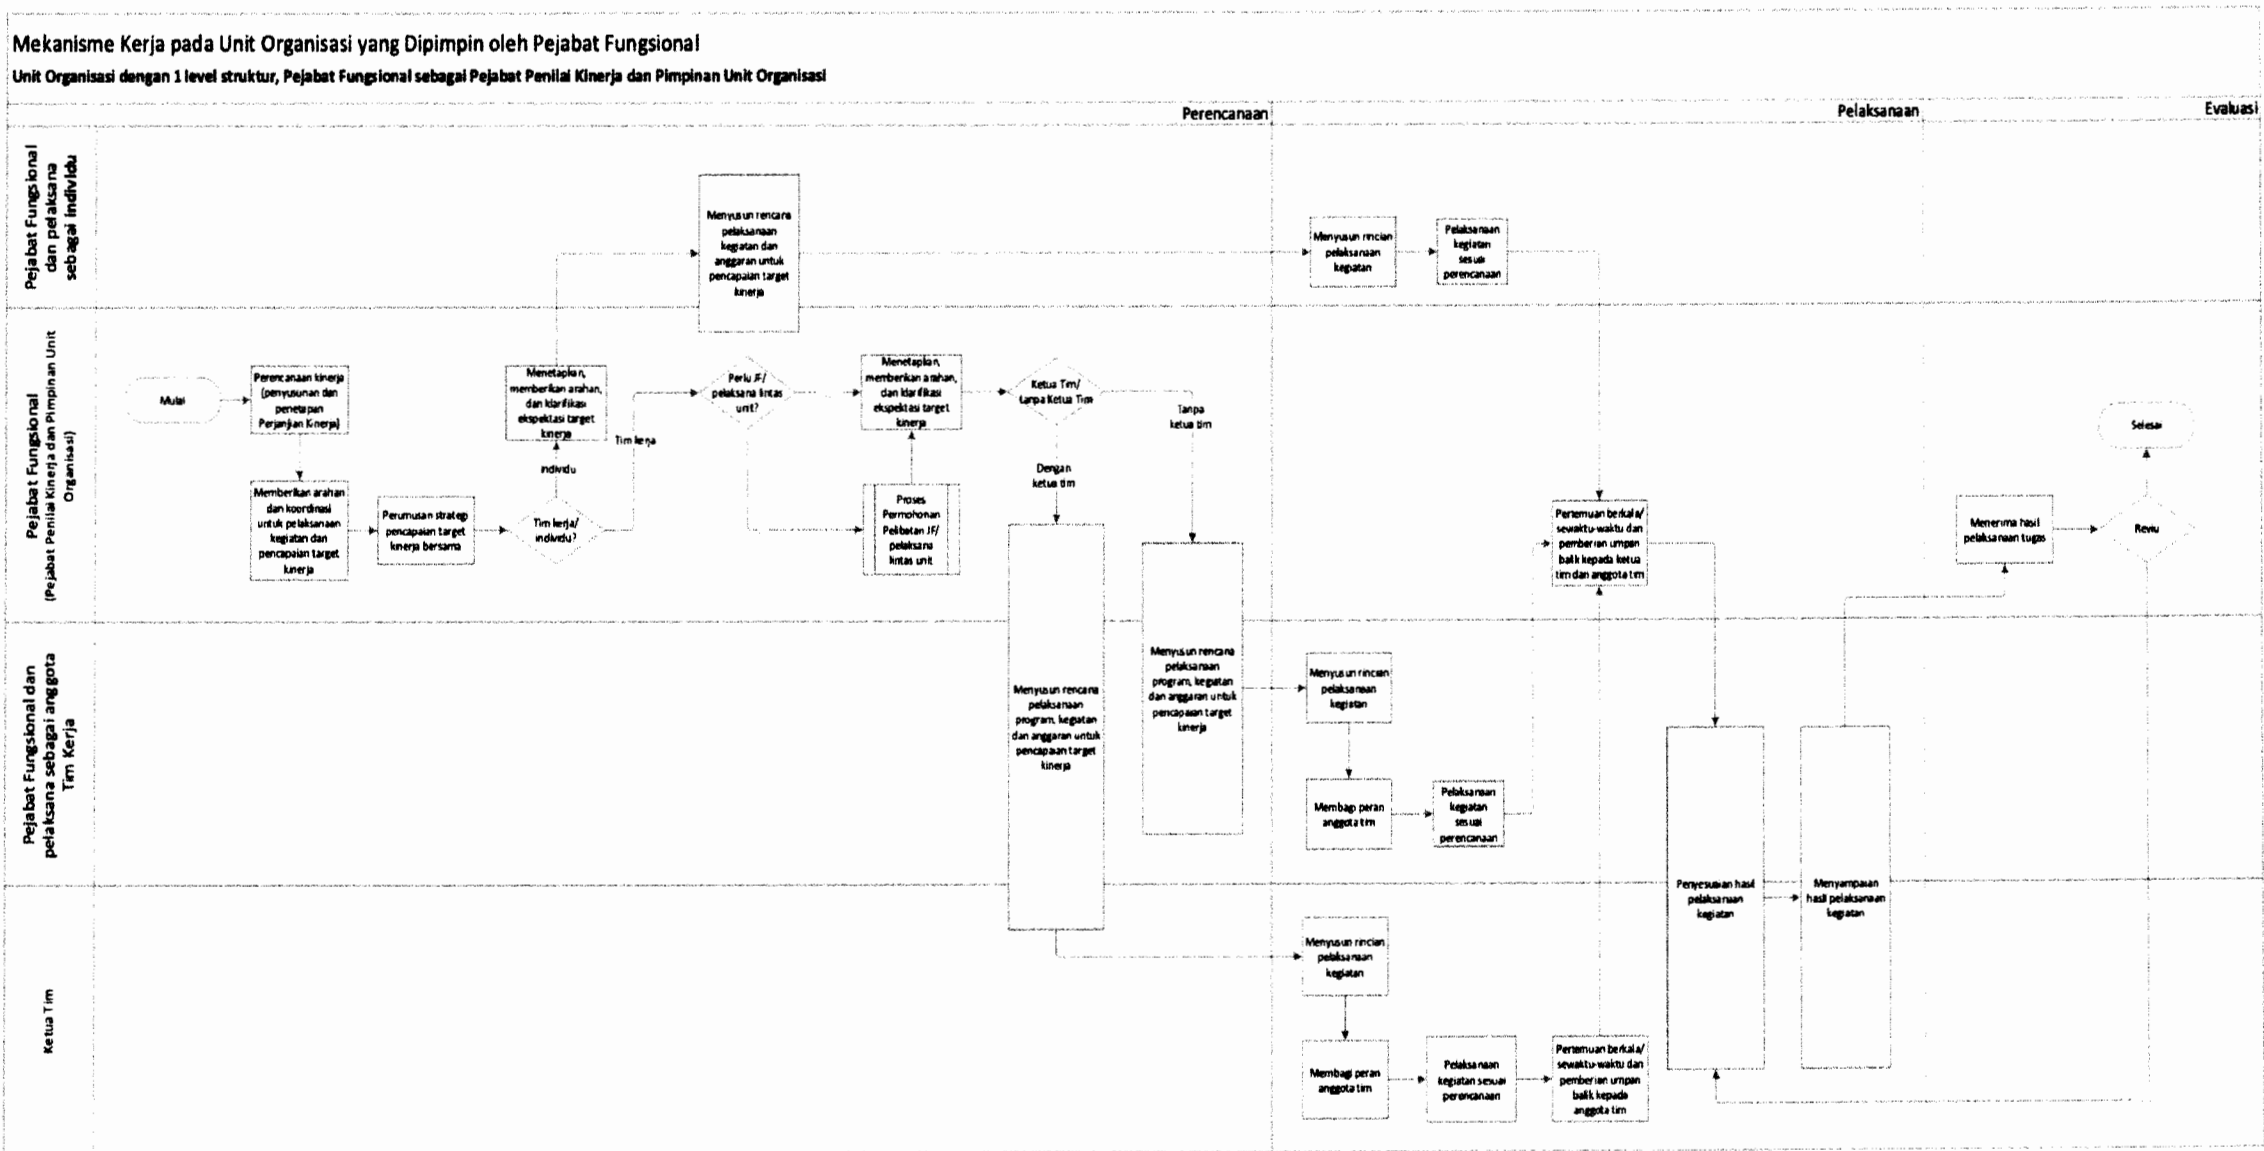 Mekanisme Kerja pada Unit Organisasi yang Dipimpin oleh Pejabat Fungsional
Unit Organisasi dengan 1 level struktur, Pejabat Fungsional sebagai Pejabat Penilai Kinerja dan Pimpinan Unit Organisasi
Perencanaan
Pelaksanaan
Evaluasi
Pejabat Fungsional
dan pelaksana
sebagai individu
Menyusun rencana
pelaksanaan
kegiatan dan
anggaran untuk
pencapaian target
kinerja
Menyusun rincian
pelaksanaan
kegiatan
Pelaksanaan
kegiatan
sesuai
perencanaan
Pejabat Fungsional
(Pejabat Penilai Kinerja dan Pimpinan Unit
Organisasi)
Mulai
Perencanaan kinerja
(penyusunan dan
penetapan
Perjanjian Kinerja)
Memberikan arahan
dan koordinasi
untuk pelaksanaan
kegiatan dan
pencapaian target
kinerja
Perumusan strategi
pencapaian target
kinerja bersama
Tim kerja/
individu?
individu
Tim kerja
Menetapkan,
memberikan arahan,
dan klarifikasi
ekspektasi target
kinerja
Perlu JF/
pelaksana lintas
unit?
Menetapkan,
memberikan arahan,
dan klarifikasi
ekspektasi target
kinerja
Proses
Permohonan
Pelibatan JF/
pelaksana
lintas unit
Ketua Tim/
tanpa Ketua Tim
Dengan
ketua tim
Tanpa
ketua tim
Pertemuan berkala/
sewaktu-waktu dan
pemberian umpan
balik kepada ketua
tim dan anggota tim
Menerima hasil
pelaksanaan tugas
Reviu
Selesai
Pejabat Fungsional dan
pelaksana sebagai anggota
Tim Kerja
Menyusun rencana
pelaksanaan
program, kegiatan
dan anggaran untuk
pencapaian target
kinerja
Menyusun rencana
pelaksanaan
program, kegiatan
dan anggaran untuk
pencapaian target
kinerja
Menyusun rincian
pelaksanaan
kegiatan
Membagi peran
anggota tim
Pelaksanaan
kegiatan
sesuai
perencanaan
Penyesuaian hasil
pelaksanaan
kegiatan
Menyampaian
hasil pelaksanaan
kegiatan
Ketua Tim
Menyusun rincian
pelaksanaan
kegiatan
Membagi peran
anggota tim
Pelaksanaan
kegiatan sesuai
perencanaan
Pertemuan berkala/
sewaktu-waktu dan
pemberian umpan
balik kepada
anggota tim